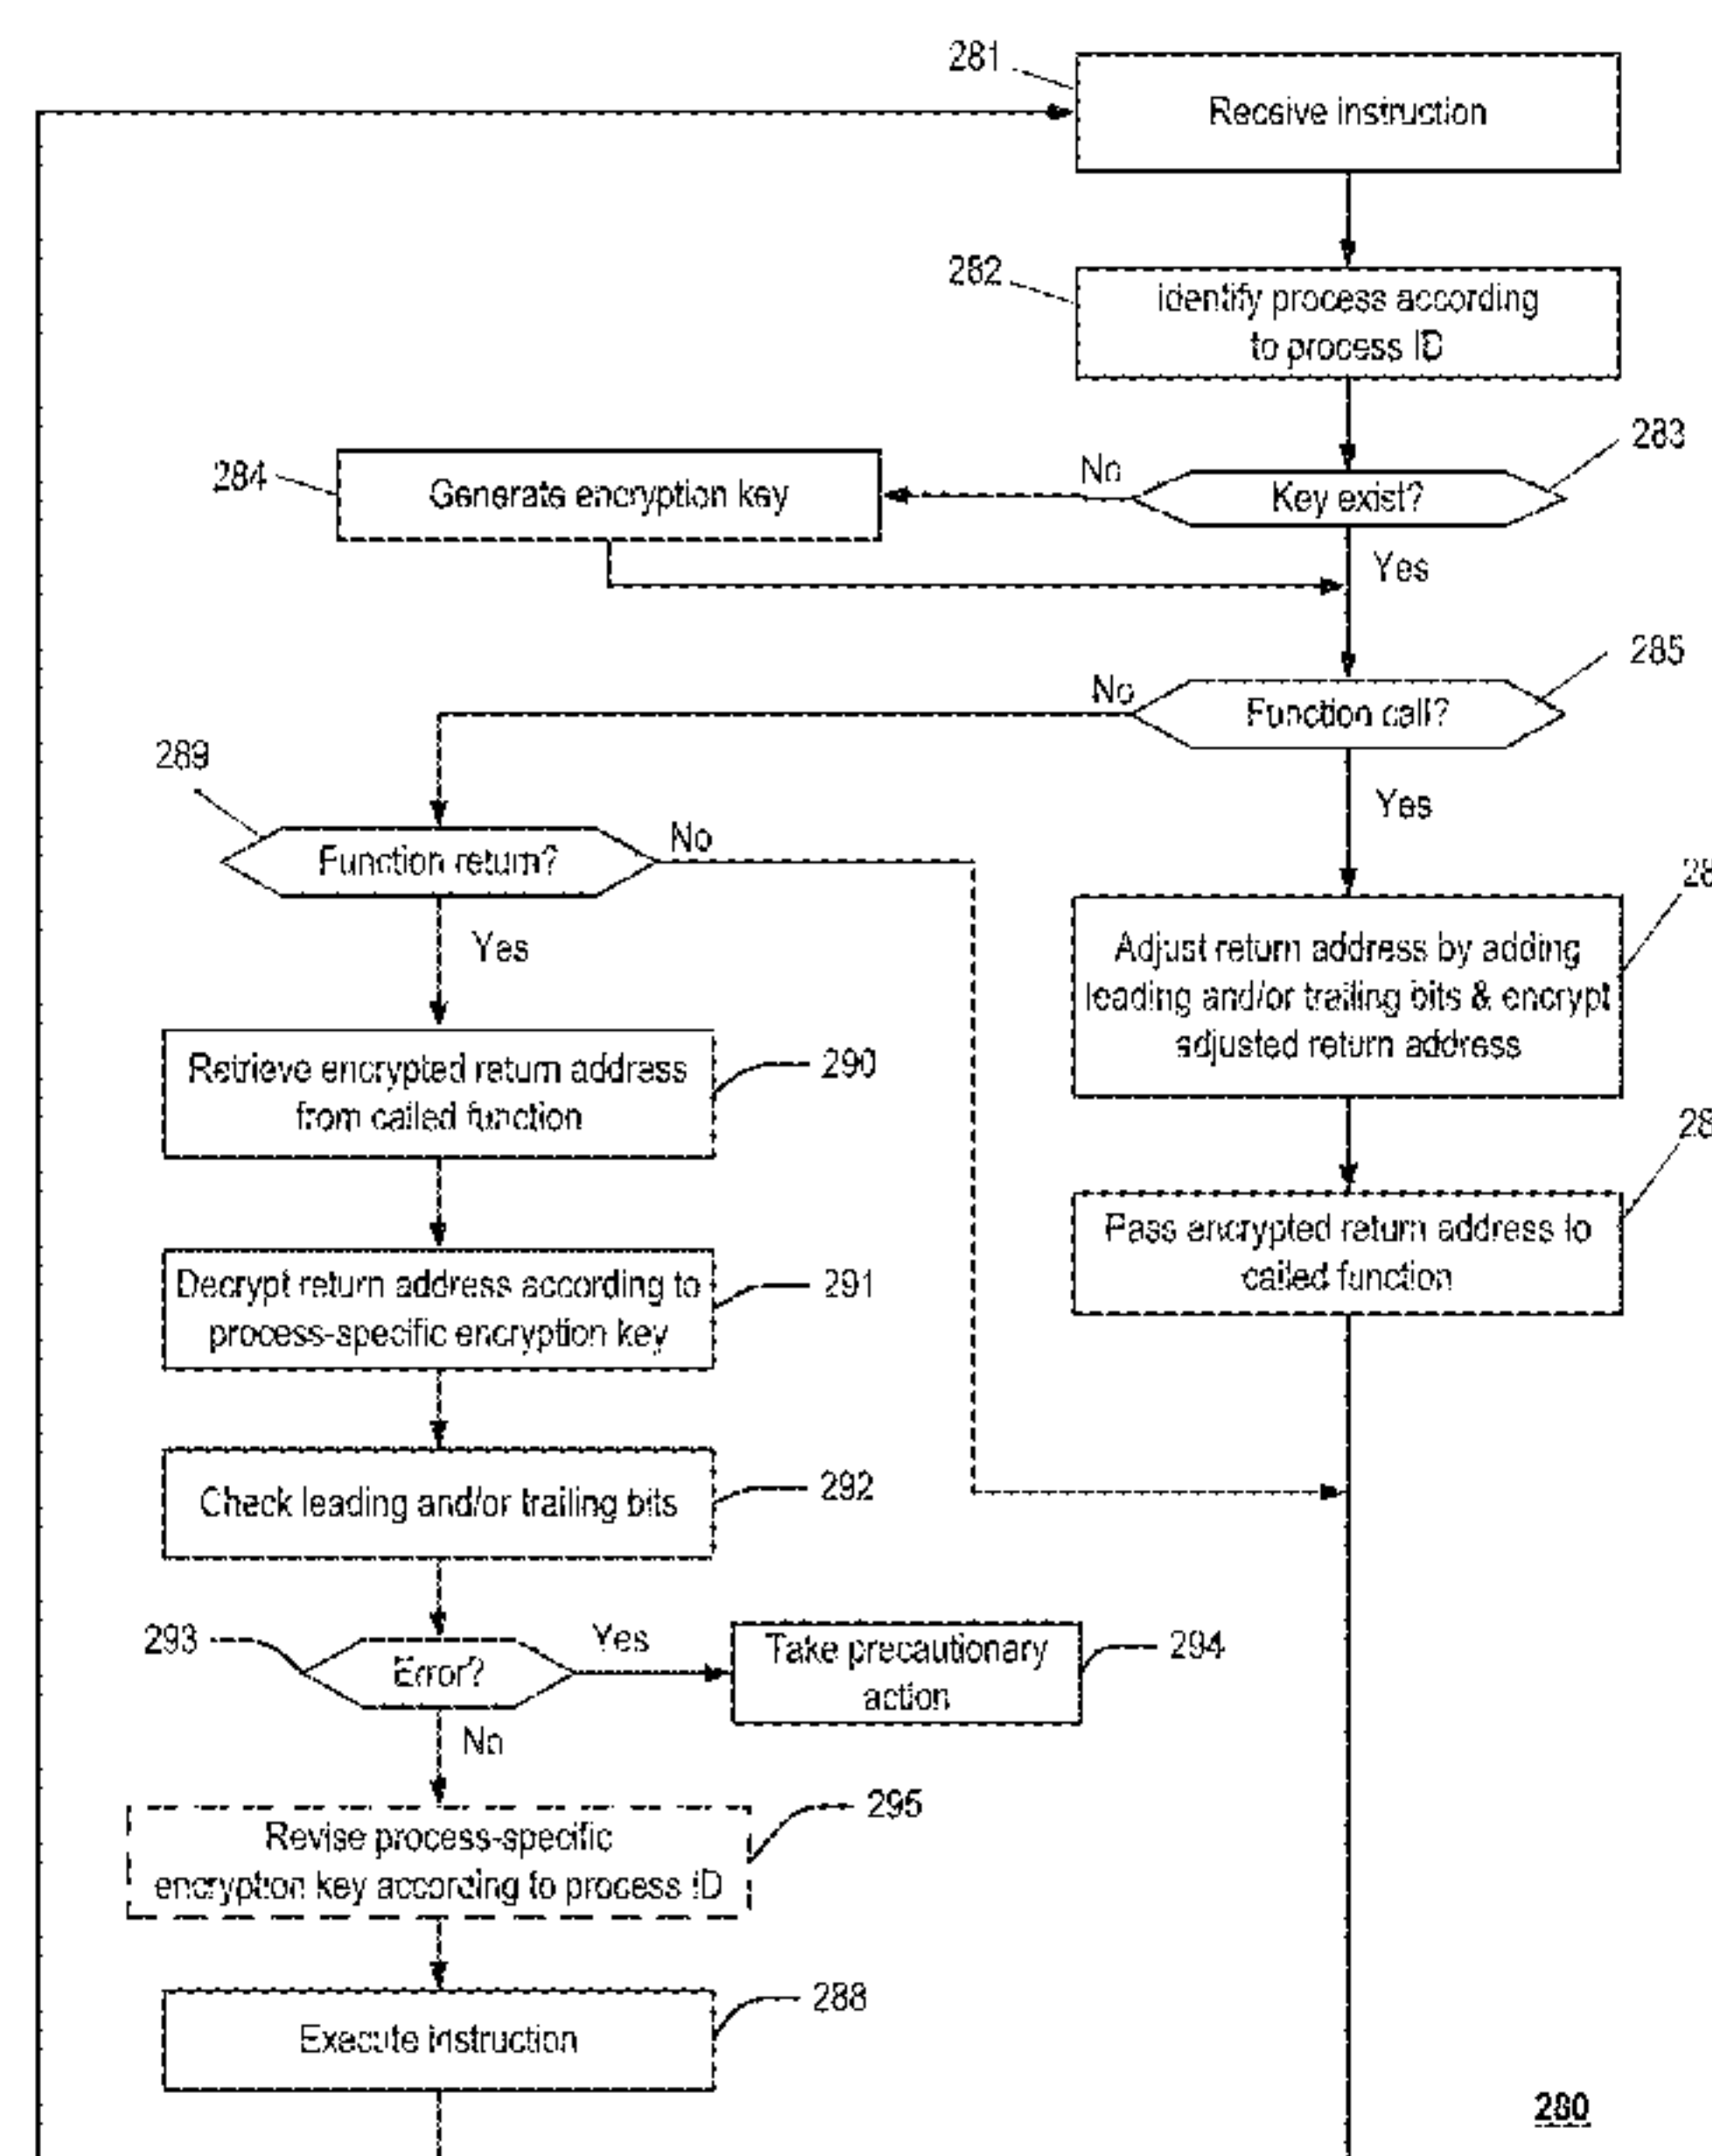 281
Receive instruction
282
identify process according
to process ID
283
No
Key exist?
284
Generate encryption key
Yes
285
No
Function call?
289
Yes
Function return?
No
28
Yes
Adjust return address by adding
leading and/or trailing bits & encrypt
adjusted return address
Retrieve encrypted return address
from called function
290
28
Pass encrypted return address to
called function
Decrypt return address according to
process-specific encryption key
291
Check leading and/or trailing bits
292
293
Error?
Yes
Take precautionary
action
294
No
295
Revise process-specific
encryption key according to process ID
288
Execute instruction
280